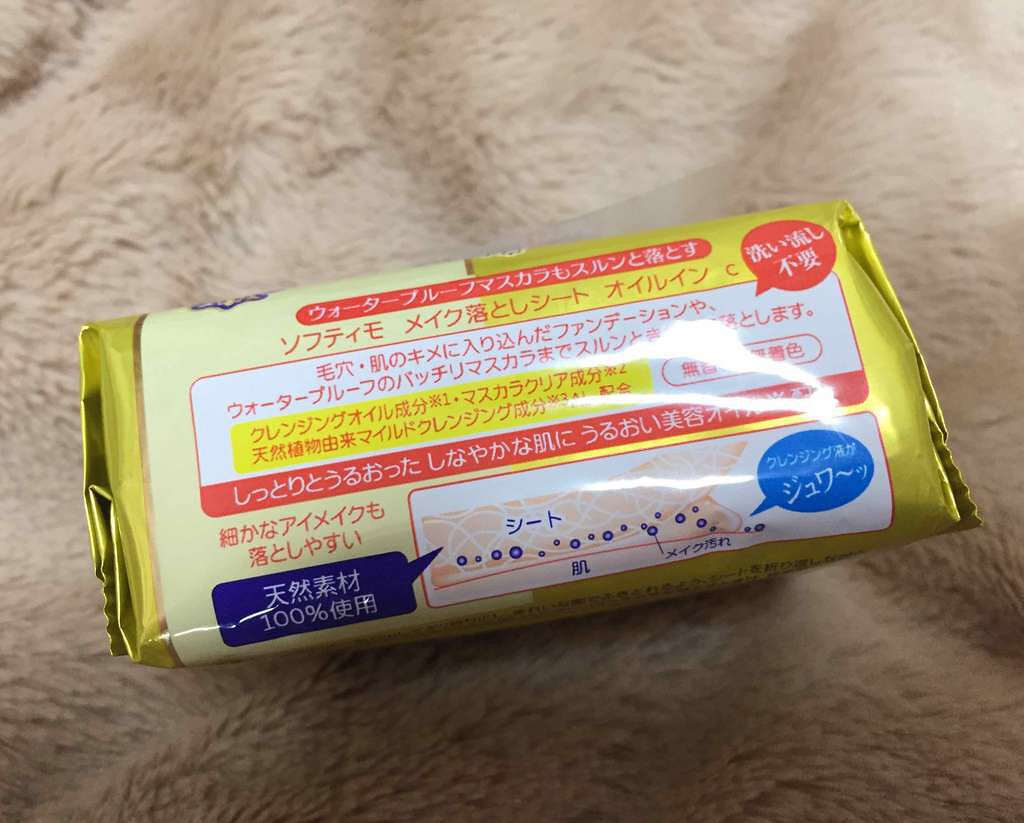 ウォータープルーフマスカラもスルンと落とす
洗い流し
不要
ソフティモ メイク落としシート オイルイン c
毛穴・肌のキメに入り込んだファンデーションや、
ウォータープルーフのバッチリマスカラまでスルンとき 落とします。
クレンジングオイル成分※1・マスカラクリア成分※2
天然植物由来マイルドクレンジング成分※3 配合
無着色
しっとりとうるおった しなやかな肌に うるおい美容オイル
細かなアイメイクも
落としやすい
天然素材
100%使用
シート
肌
メイク汚れ
クレンジング液が
ジュワ〜ッ